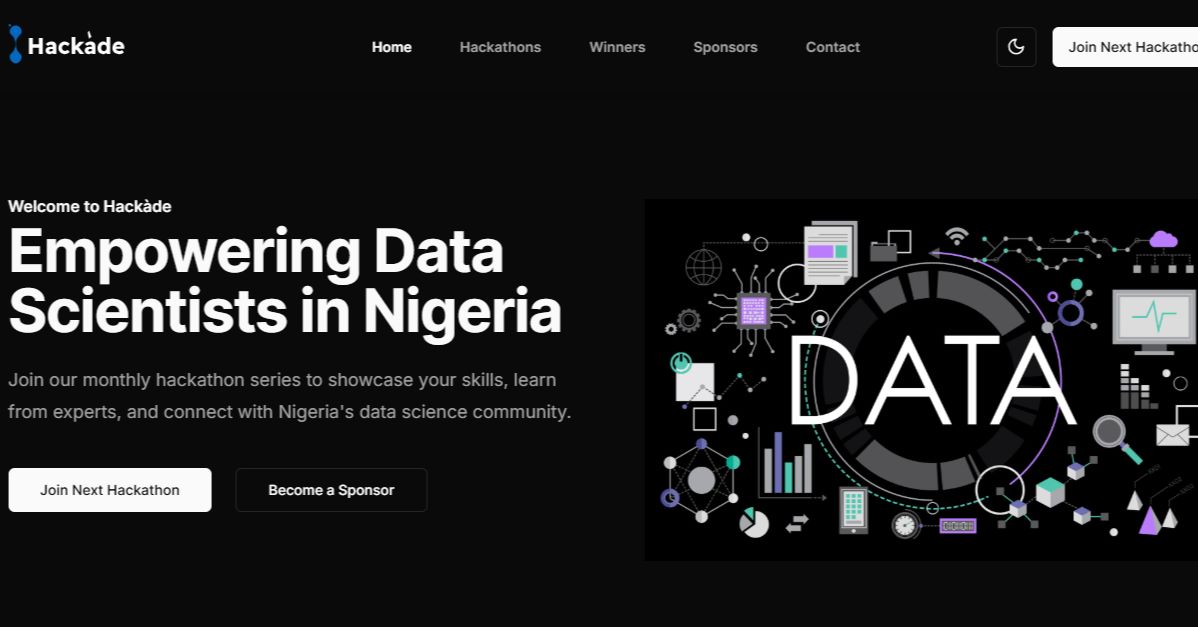 Hackàde
Home
Hackathons
Winners
Sponsors
Contact
Join Next Hackatho
Welcome to Hackàde
Empowering Data
Scientists in Nigeria
Join our monthly hackathon series to showcase your skills, learn
from experts, and connect with Nigeria's data science community.
Join Next Hackathon
Become a Sponsor
DATA